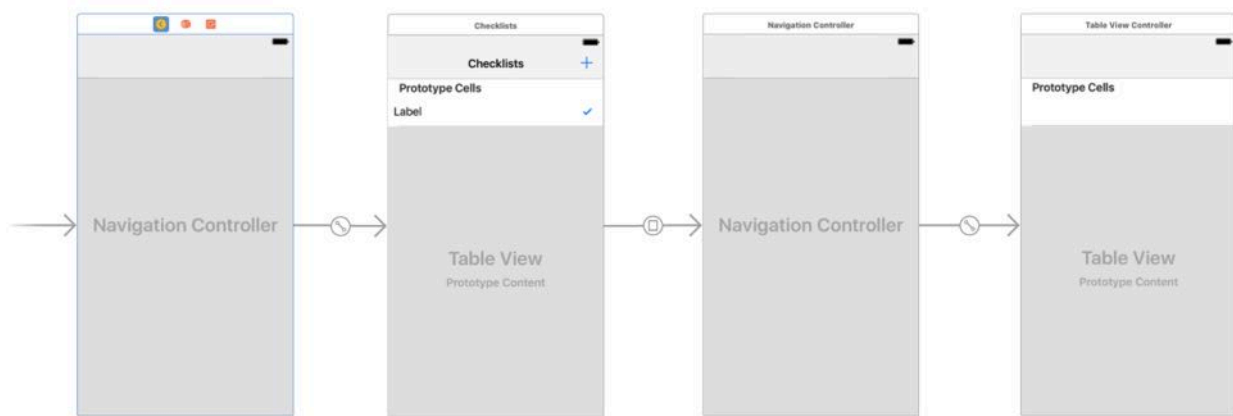 Navigation Controller
Checklists
Checklists
Prototype Cells
Label
Table View
Prototype Content
Navigation Controller
Navigation Controller
Table View Controller
Prototype Cells
Table View
Prototype Content